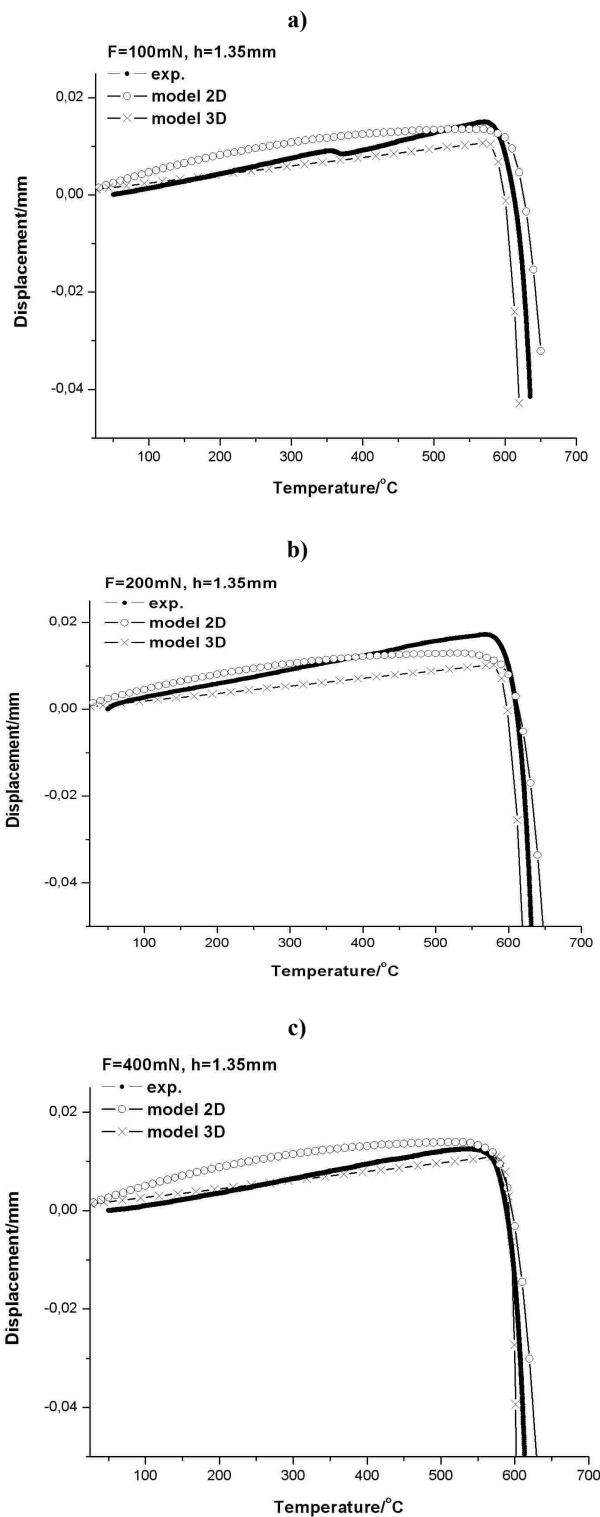 a)
F=100mN, h=1.35mm
exp.
model 2D
model 3D
0,02
0,00
-0,02
-0,04
Displacement/mm
100 200 300 400 500 600 700
Temperature/°C
b)
F=200mN, h=1.35mm
exp.
model 2D
model 3D
0,02
0,00
-0,02
-0,04
Displacement/mm
100 200 300 400 500 600 700
Temperature/°C
c)
F=400mN, h=1.35mm
exp.
model 2D
model 3D
0,02
0,00
-0,02
-0,04
Displacement/mm
100 200 300 400 500 600 700
Temperature/°C